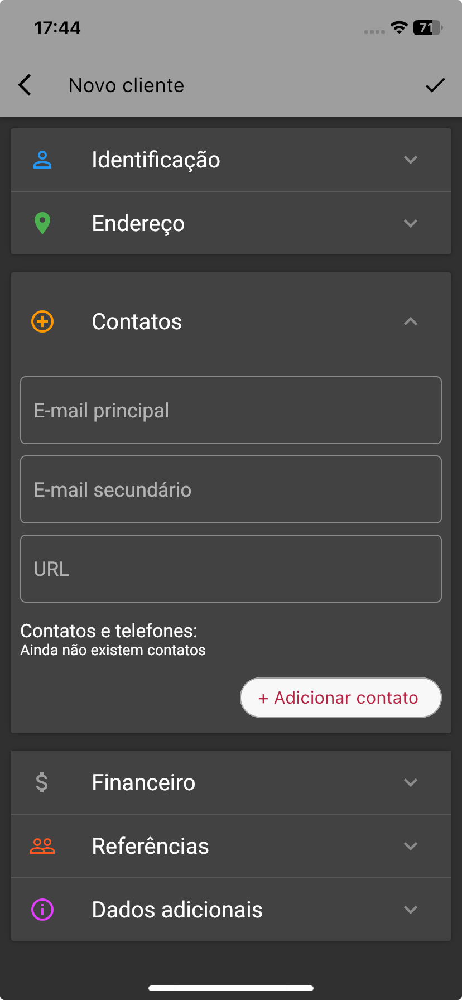 17:44
71
Novo cliente
Identificação
Endereço
Contatos
E-mail principal
E-mail secundário
URL
Contatos e telefones:
Ainda não existem contatos
+ Adicionar contato
Financeiro
Referências
Dados adicionais